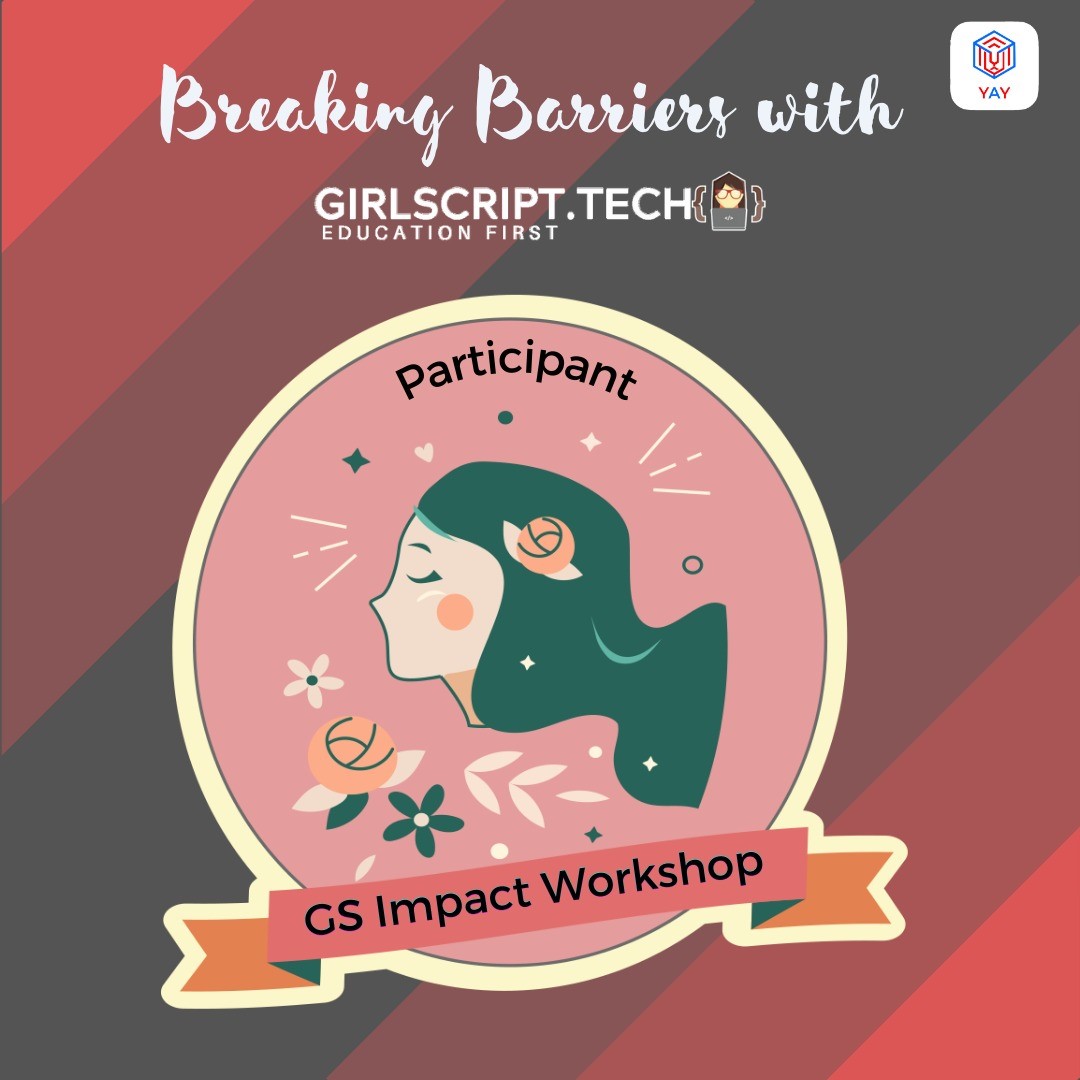 Breaking Barriers with
YAY
GIRLSCRIPT.TECH
EDUCATION FIRST
Participant
GS Impact Workshop